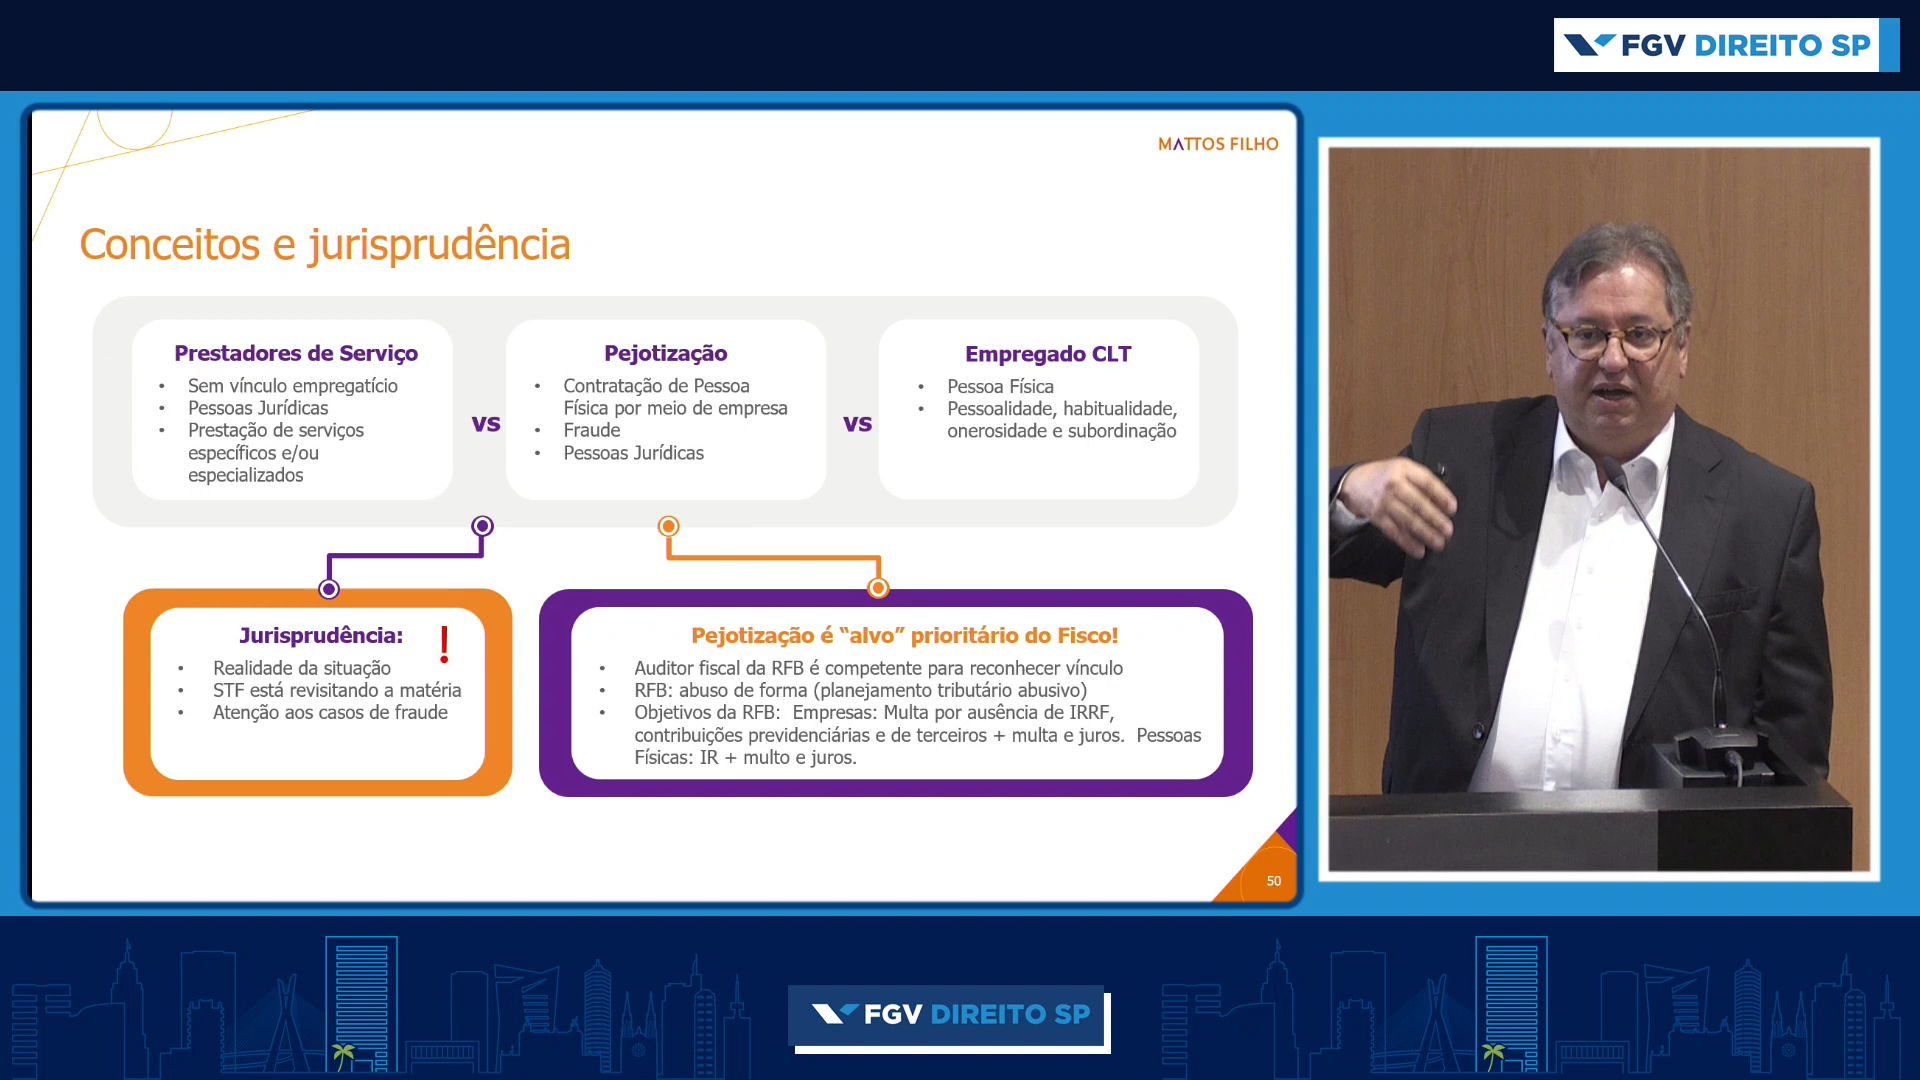 FGV DIREITO SP
MATTOS FILHO
Conceitos e jurisprudência
Prestadores de Serviço
• Sem vínculo empregatício
• Pessoas Jurídicas
• Prestação de serviços
específicos e/ou
especializados
vs
Pejotização
• Contratação de Pessoa
Física por meio de empresa
• Fraude
• Pessoas Jurídicas
vs
Empregado CLT
• Pessoa Física
• Pessoalidade, habitualidade,
onerosidade e subordinação
Jurisprudência: !
• Realidade da situação
• STF está revisitando a matéria
• Atenção aos casos de fraude
Pejotização é “alvo” prioritário do Fisco!
• Auditor fiscal da RFB é competente para reconhecer vínculo
• RFB: abuso de forma (planejamento tributário abusivo)
• Objetivos da RFB:  Empresas: Multa por ausência de IRRF,
contribuições previdenciárias e de terceiros + multa e juros.  Pessoas
Físicas: IR + multo e juros.
50
FGV DIREITO SP